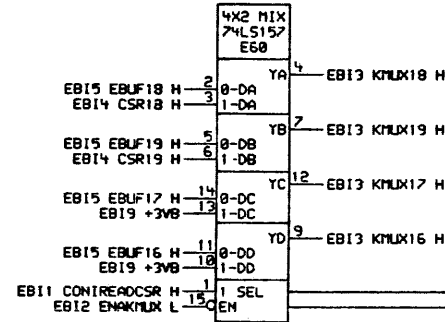 4X2 MIX
74LS157
E60
YA 4 EBI3 KMUX18 H
EBI5 EBUF18 H 2 0-DA
EBI4 CSR18 H 3 1-DA
YB 7 EBI3 KMUX19 H
EBI5 EBUF19 H 5 0-DB
EBI4 CSR19 H 6 1-DB
YC 12 EBI3 KMUX17 H
EBI5 EBUF17 H 14 0-DC
EBI9 +3VB 13 1-DC
YD 9 EBI3 KMUX16 H
EBI5 EBUF16 H 11 0-DD
EBI9 +3VB 10 1-DD
EBI1 CONIREADCSR H 1 1 SEL
EBI2 ENAKMUX L 15 EN